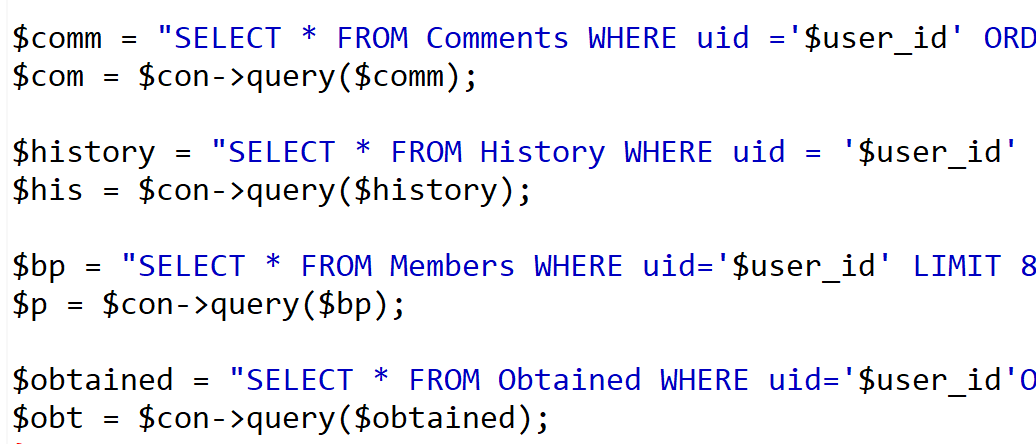 $comm = "SELECT * FROM Comments WHERE uid ='$user_id' ORD
$com = $con->query($comm);
$history = "SELECT * FROM History WHERE uid = '$user_id'
$his = $con->query($history);
$bp = "SELECT * FROM Members WHERE uid='$user_id' LIMIT 8
$p = $con->query($bp);
$obtained = "SELECT * FROM Obtained WHERE uid='$user_id'O
$obt = $con->query($obtained);